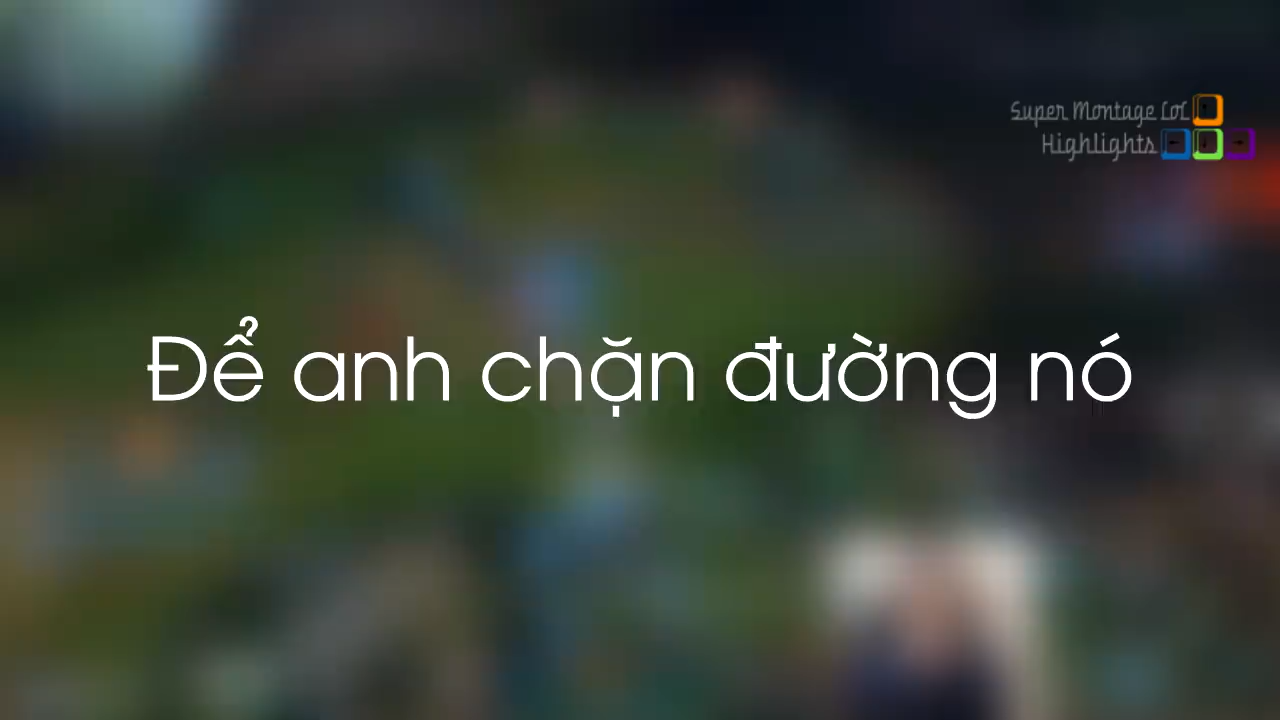 Super Montage LoL
Highlights
Để anh chặn đường nó